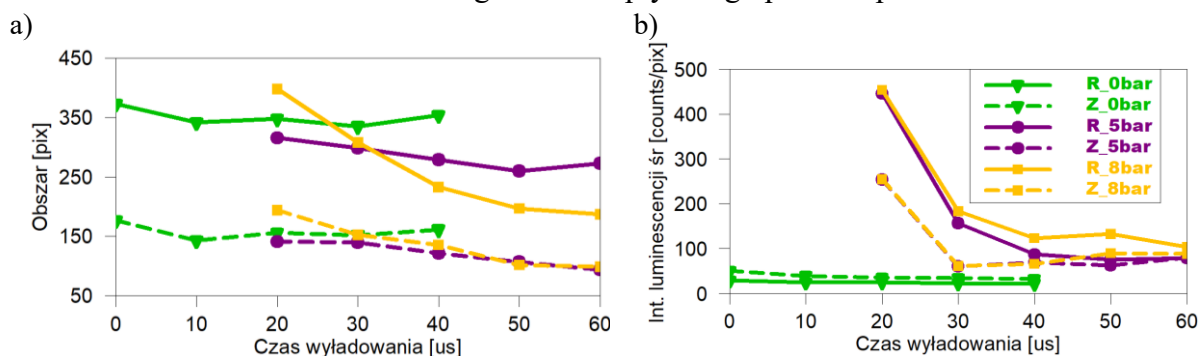 a)
b)
450
350
250
150
50
Obszar [pix]
0 10 20 30 40 50 60
Czas wyładowania [us]
500
400
300
200
100
0
Int. luminescencji śr [counts/pix]
R_0bar
Z_0bar
R_5bar
Z_5bar
R_8bar
Z_8bar
0 10 20 30 40 50 60
Czas wyładowania [us]